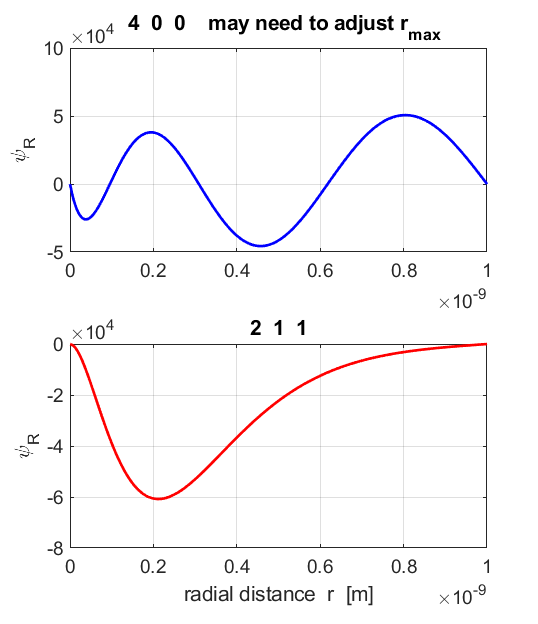 4 0 0 may need to adjust r_max
×10^4
10
5
0
-5
ψ_R
0 0.2 0.4 0.6 0.8 1
×10^-9
2 1 1
×10^4
0
-2
-4
-6
-8
ψ_R
0 0.2 0.4 0.6 0.8 1
radial distance r [m]
×10^-9